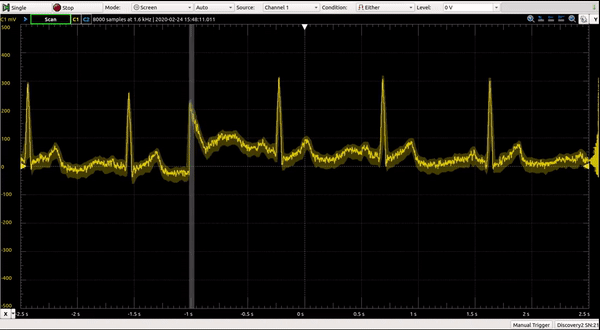 Single Stop Mode: Screen Auto Source: Channel 1 Condition: Either Level: 0 V
C1 mV Scan C1 C2 8000 samples at 1.6 kHz | 2020-02-24 15:48:11.011 Y
500
400
300
200
100
0
-100
-200
-300
-400
-500
X -2.5 s -2 s -1.5 s -1 s -0.5 s 0 s 0.5 s 1 s 1.5 s 2 s 2.5 s
Manual Trigger Discovery2 SN:21